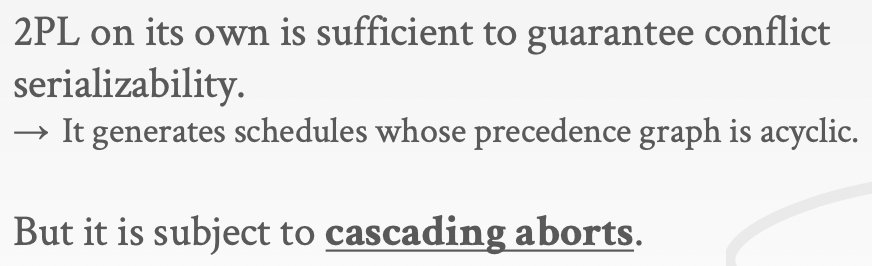 2PL on its own is sufficient to guarantee conflict
serializability.
→ It generates schedules whose precedence graph is acyclic.
But it is subject to cascading aborts.